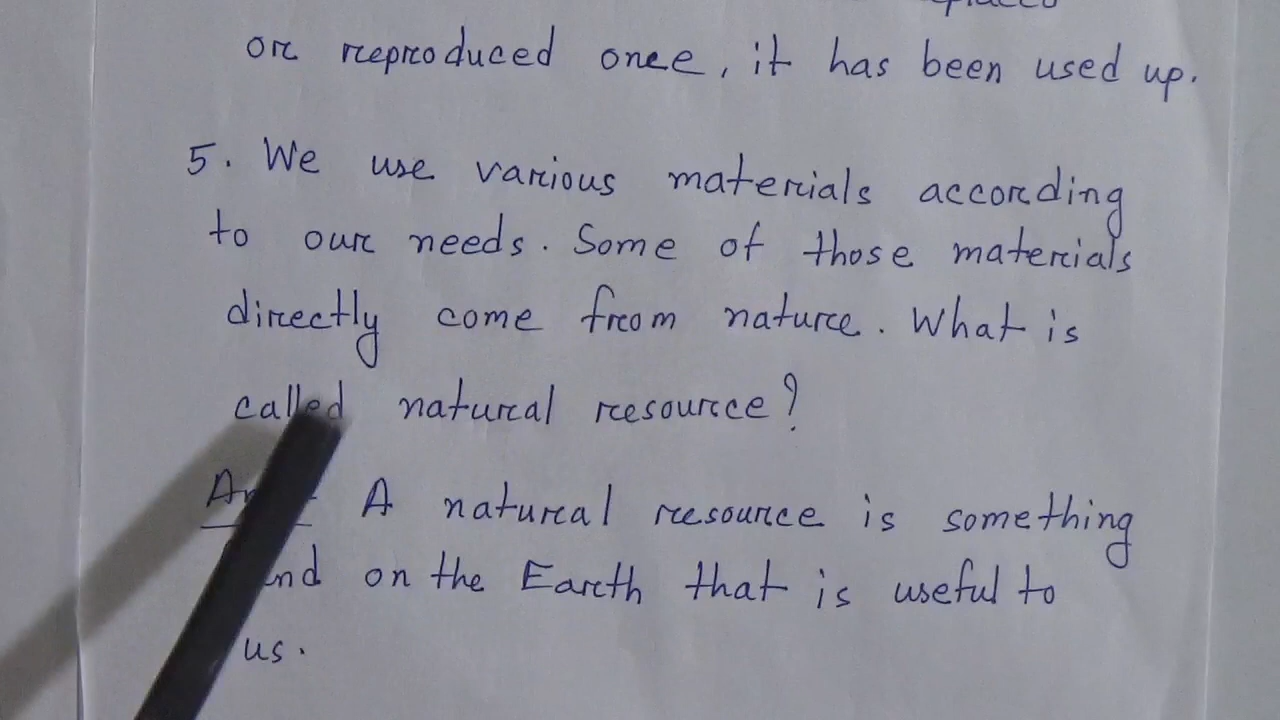 or reproduced once, it has been used up.
5. We use various materials according
to our needs. Some of those materials
directly come from nature. What is
called natural resource?
A natural resource is something
on the Earth that is useful to
us.